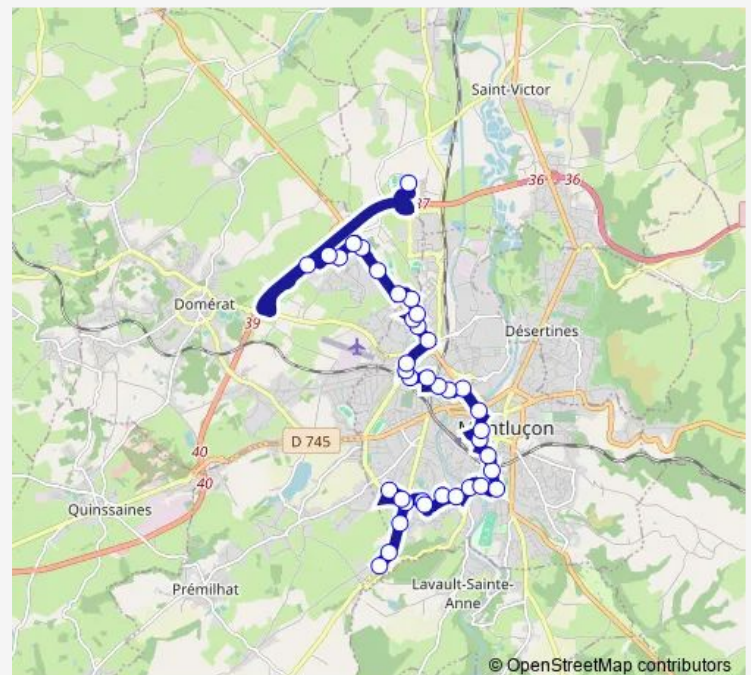 Saint-Victor
36
36
37
Domérat
39
Désertines
Montluçon
D 745
40
40
Quinssaines
Prémilhat
Lavault-Sainte-
Anne
© OpenStreetMap contributors